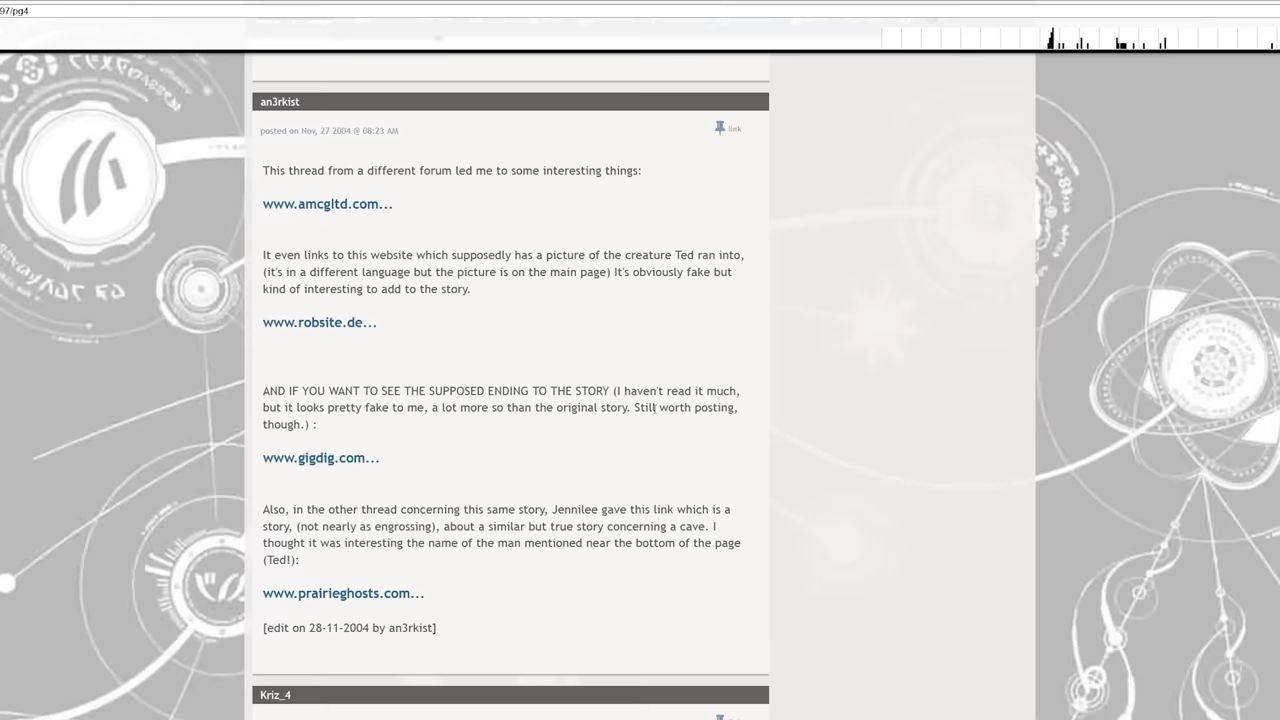 97/pg4
an3rkist
posted on Nov, 27 2004 @ 08:23 AM
link
This thread from a different forum led me to some interesting things:
www.amcgltd.com...
It even links to this website which supposedly has a picture of the creature Ted ran into,
(it's in a different language but the picture is on the main page) It's obviously fake but
kind of interesting to add to the story.
www.robsite.de...
AND IF YOU WANT TO SEE THE SUPPOSED ENDING TO THE STORY (I haven't read it much,
but it looks pretty fake to me, a lot more so than the original story. Still worth posting,
though.) :
www.gigdig.com...
Also, in the other thread concerning this same story, Jennilee gave this link which is a
story, (not nearly as engrossing), about a similar but true story concerning a cave. I
thought it was interesting the name of the man mentioned near the bottom of the page
(Ted!):
www.prairieghosts.com...
[edit on 28-11-2004 by an3rkist]
Kriz_4